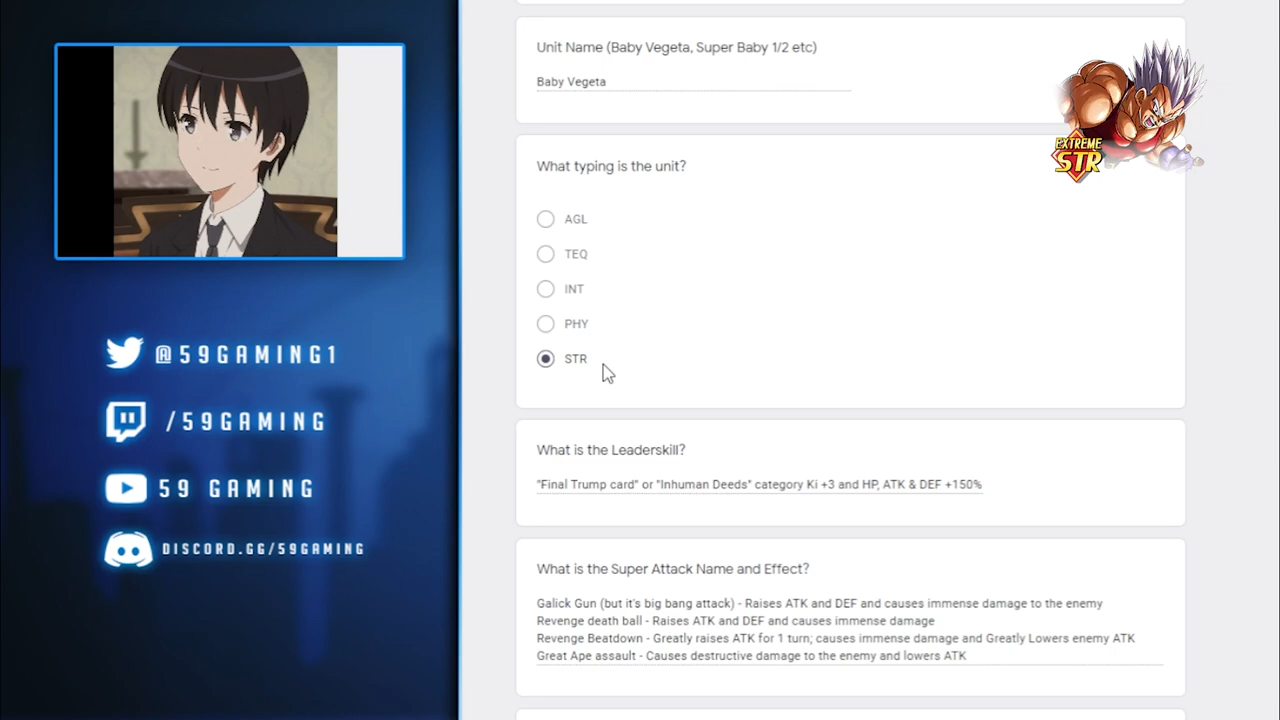 @59GAMING1
/59GAMING
59 GAMING
DISCORD.GG/59GAMING
Unit Name (Baby Vegeta, Super Baby 1/2 etc)
Baby Vegeta
EXTREME
STR
What typing is the unit?
AGL
TEQ
INT
PHY
STR
What is the Leaderskill?
"Final Trump card" or "Inhuman Deeds" category Ki +3 and HP, ATK & DEF +150%
What is the Super Attack Name and Effect?
Galick Gun (but it's big bang attack) - Raises ATK and DEF and causes immense damage to the enemy
Revenge death ball - Raises ATK and DEF and causes immense damage
Revenge Beatdown - Greatly raises ATK for 1 turn; causes immense damage and Greatly Lowers enemy ATK
Great Ape assault - Causes destructive damage to the enemy and lowers ATK